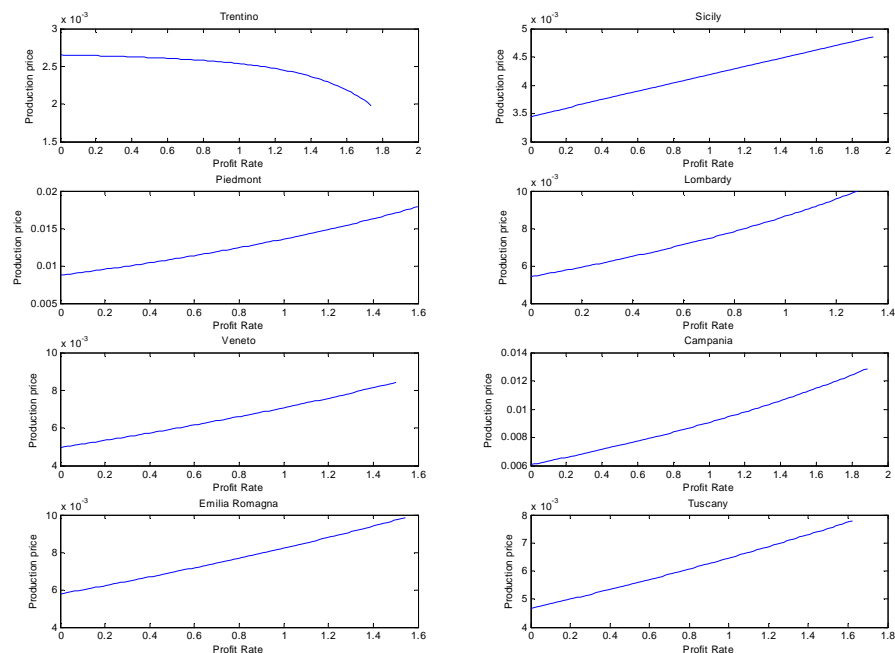 Trentino
x 10^-3
3
2.5
2
1.5
Production price
0 0.2 0.4 0.6 0.8 1 1.2 1.4 1.6 1.8 2
Profit Rate
Sicily
x 10^-3
5
4.5
4
3.5
3
Production price
0 0.2 0.4 0.6 0.8 1 1.2 1.4 1.6 1.8 2
Profit Rate
Piedmont
0.02
0.015
0.01
0.005
Production price
0 0.2 0.4 0.6 0.8 1 1.2 1.4 1.6
Profit Rate
Lombardy
x 10^-3
10
8
6
4
Production price
0 0.2 0.4 0.6 0.8 1 1.2 1.4
Profit Rate
Veneto
x 10^-3
10
8
6
4
Production price
0 0.2 0.4 0.6 0.8 1 1.2 1.4 1.6
Profit Rate
Campania
0.014
0.012
0.01
0.008
0.006
Production price
0 0.2 0.4 0.6 0.8 1 1.2 1.4 1.6 1.8 2
Profit Rate
Emilia Romagna
x 10^-3
10
8
6
4
Production price
0 0.2 0.4 0.6 0.8 1 1.2 1.4 1.6
Profit Rate
Tuscany
x 10^-3
8
7
6
5
4
Production price
0 0.2 0.4 0.6 0.8 1 1.2 1.4 1.6 1.8
Profit Rate